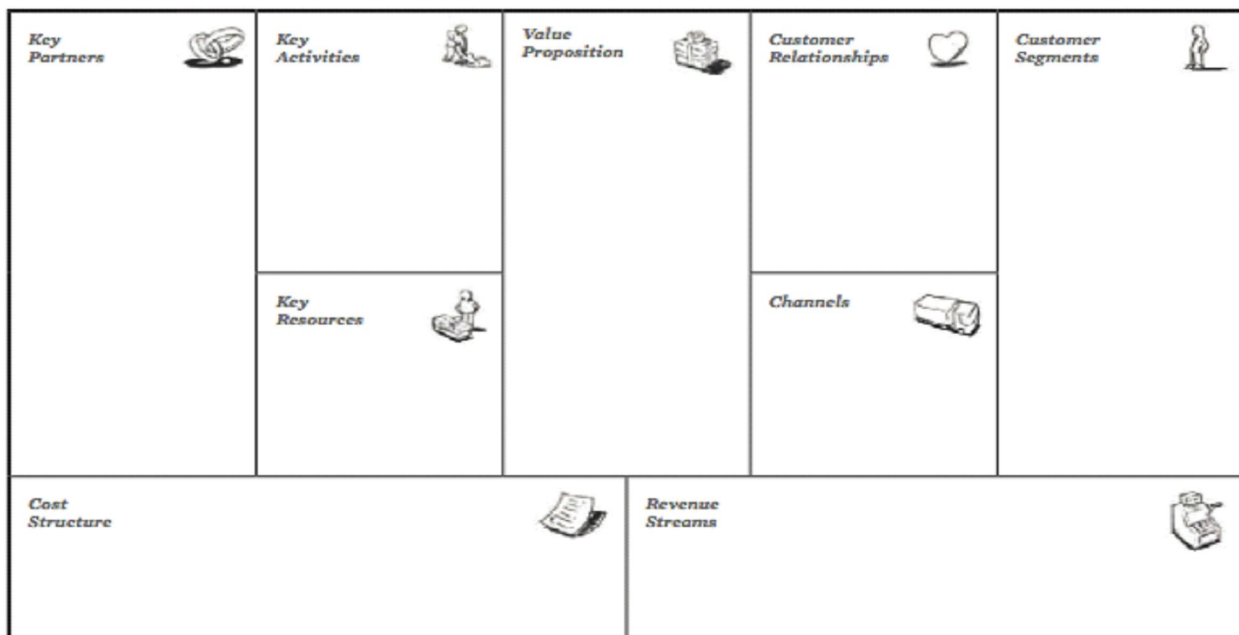 Key
Partners
Key
Activities
Value
Proposition
Customer
Relationships
Customer
Segments
Key
Resources
Channels
Cost
Structure
Revenue
Streams